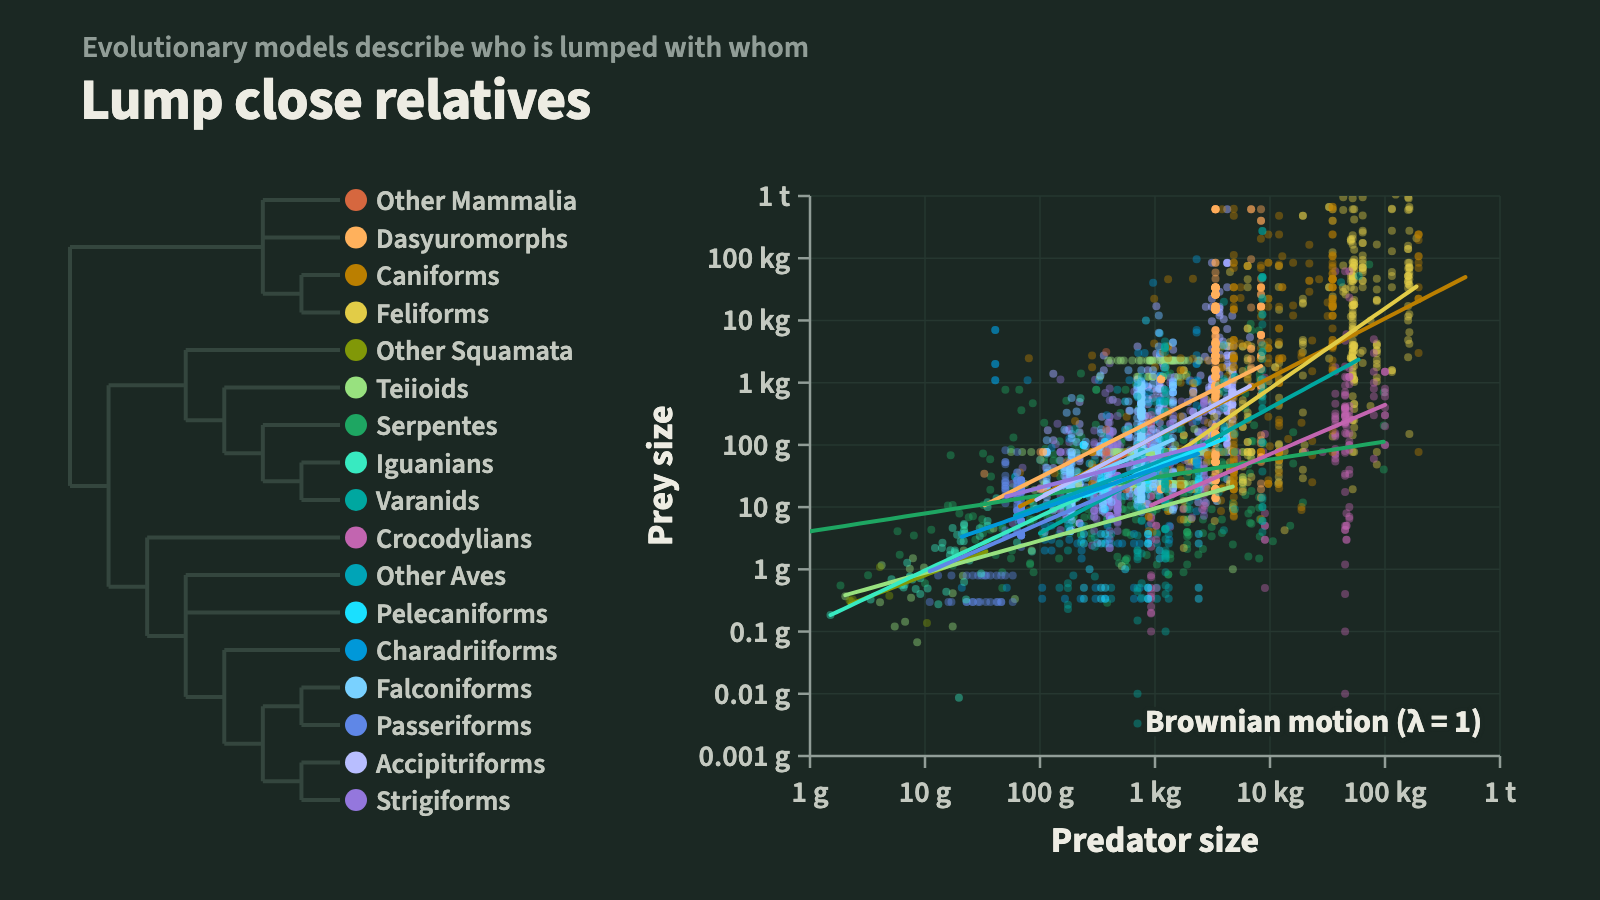 Evolutionary models describe who is lumped with whom
Lump close relatives
Other Mammalia
Dasyuromorphs
Caniforms
Feliforms
Other Squamata
Teiioids
Serpentes
Iguanians
Varanids
Crocodylians
Other Aves
Pelecaniforms
Charadriiforms
Falconiforms
Passeriforms
Accipitriforms
Strigiforms
Prey size
1 t
100 kg
10 kg
1 kg
100 g
10 g
1 g
0.1 g
0.01 g
0.001 g
Brownian motion (λ = 1)
1 g 10 g 100 g 1 kg 10 kg 100 kg 1 t
Predator size